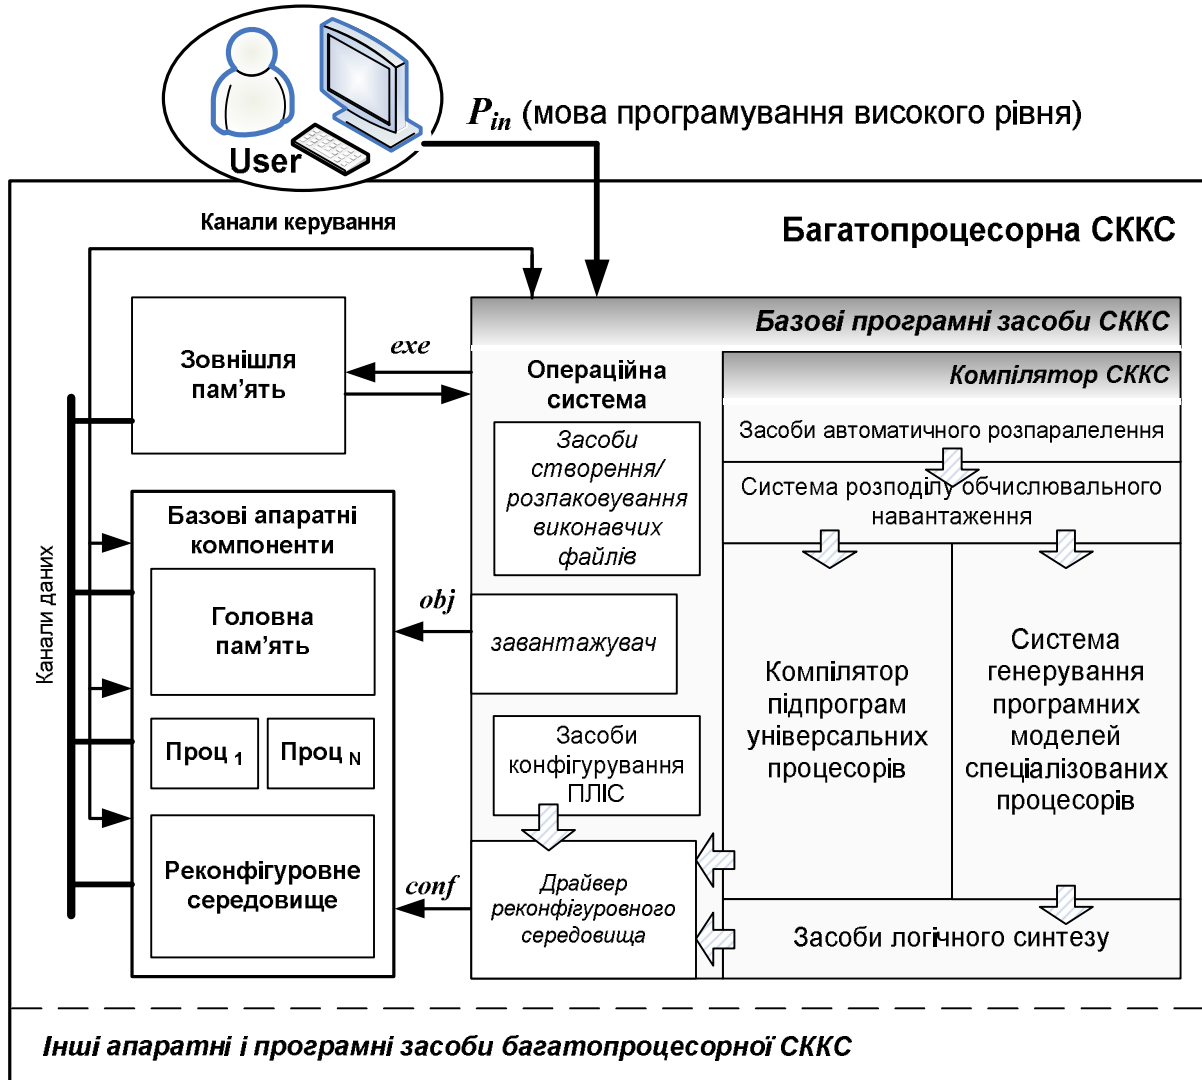 P in (мова програмування високого рівня)
User
Канали керування
Багатопроцесорна СККС
Базові програмні засоби СККС
Зовнішля
пам’ять
exe
Операційна
система
Компілятор СККС
Засоби автоматичного розпаралелення
Засоби
створення/
розпаковування
виконавчих
файлів
Система розподілу обчислювального
навантаження
Базові апаратні
компоненти
Канали даних
Головна
пам’ять
obj
завантажувач
Компілятор
підпрограм
універсальних
процесорів
Система
генерування
програмних
моделей
спеціалізованих
процесорів
Проц 1
Проц N
Засоби
конфігурування
ПЛІС
Реконфігуровне
середовище
conf
Драйвер
реконфігуровного
середовища
Засоби логічного синтезу
Інші апаратні і програмні засоби багатопроцесорної СККС